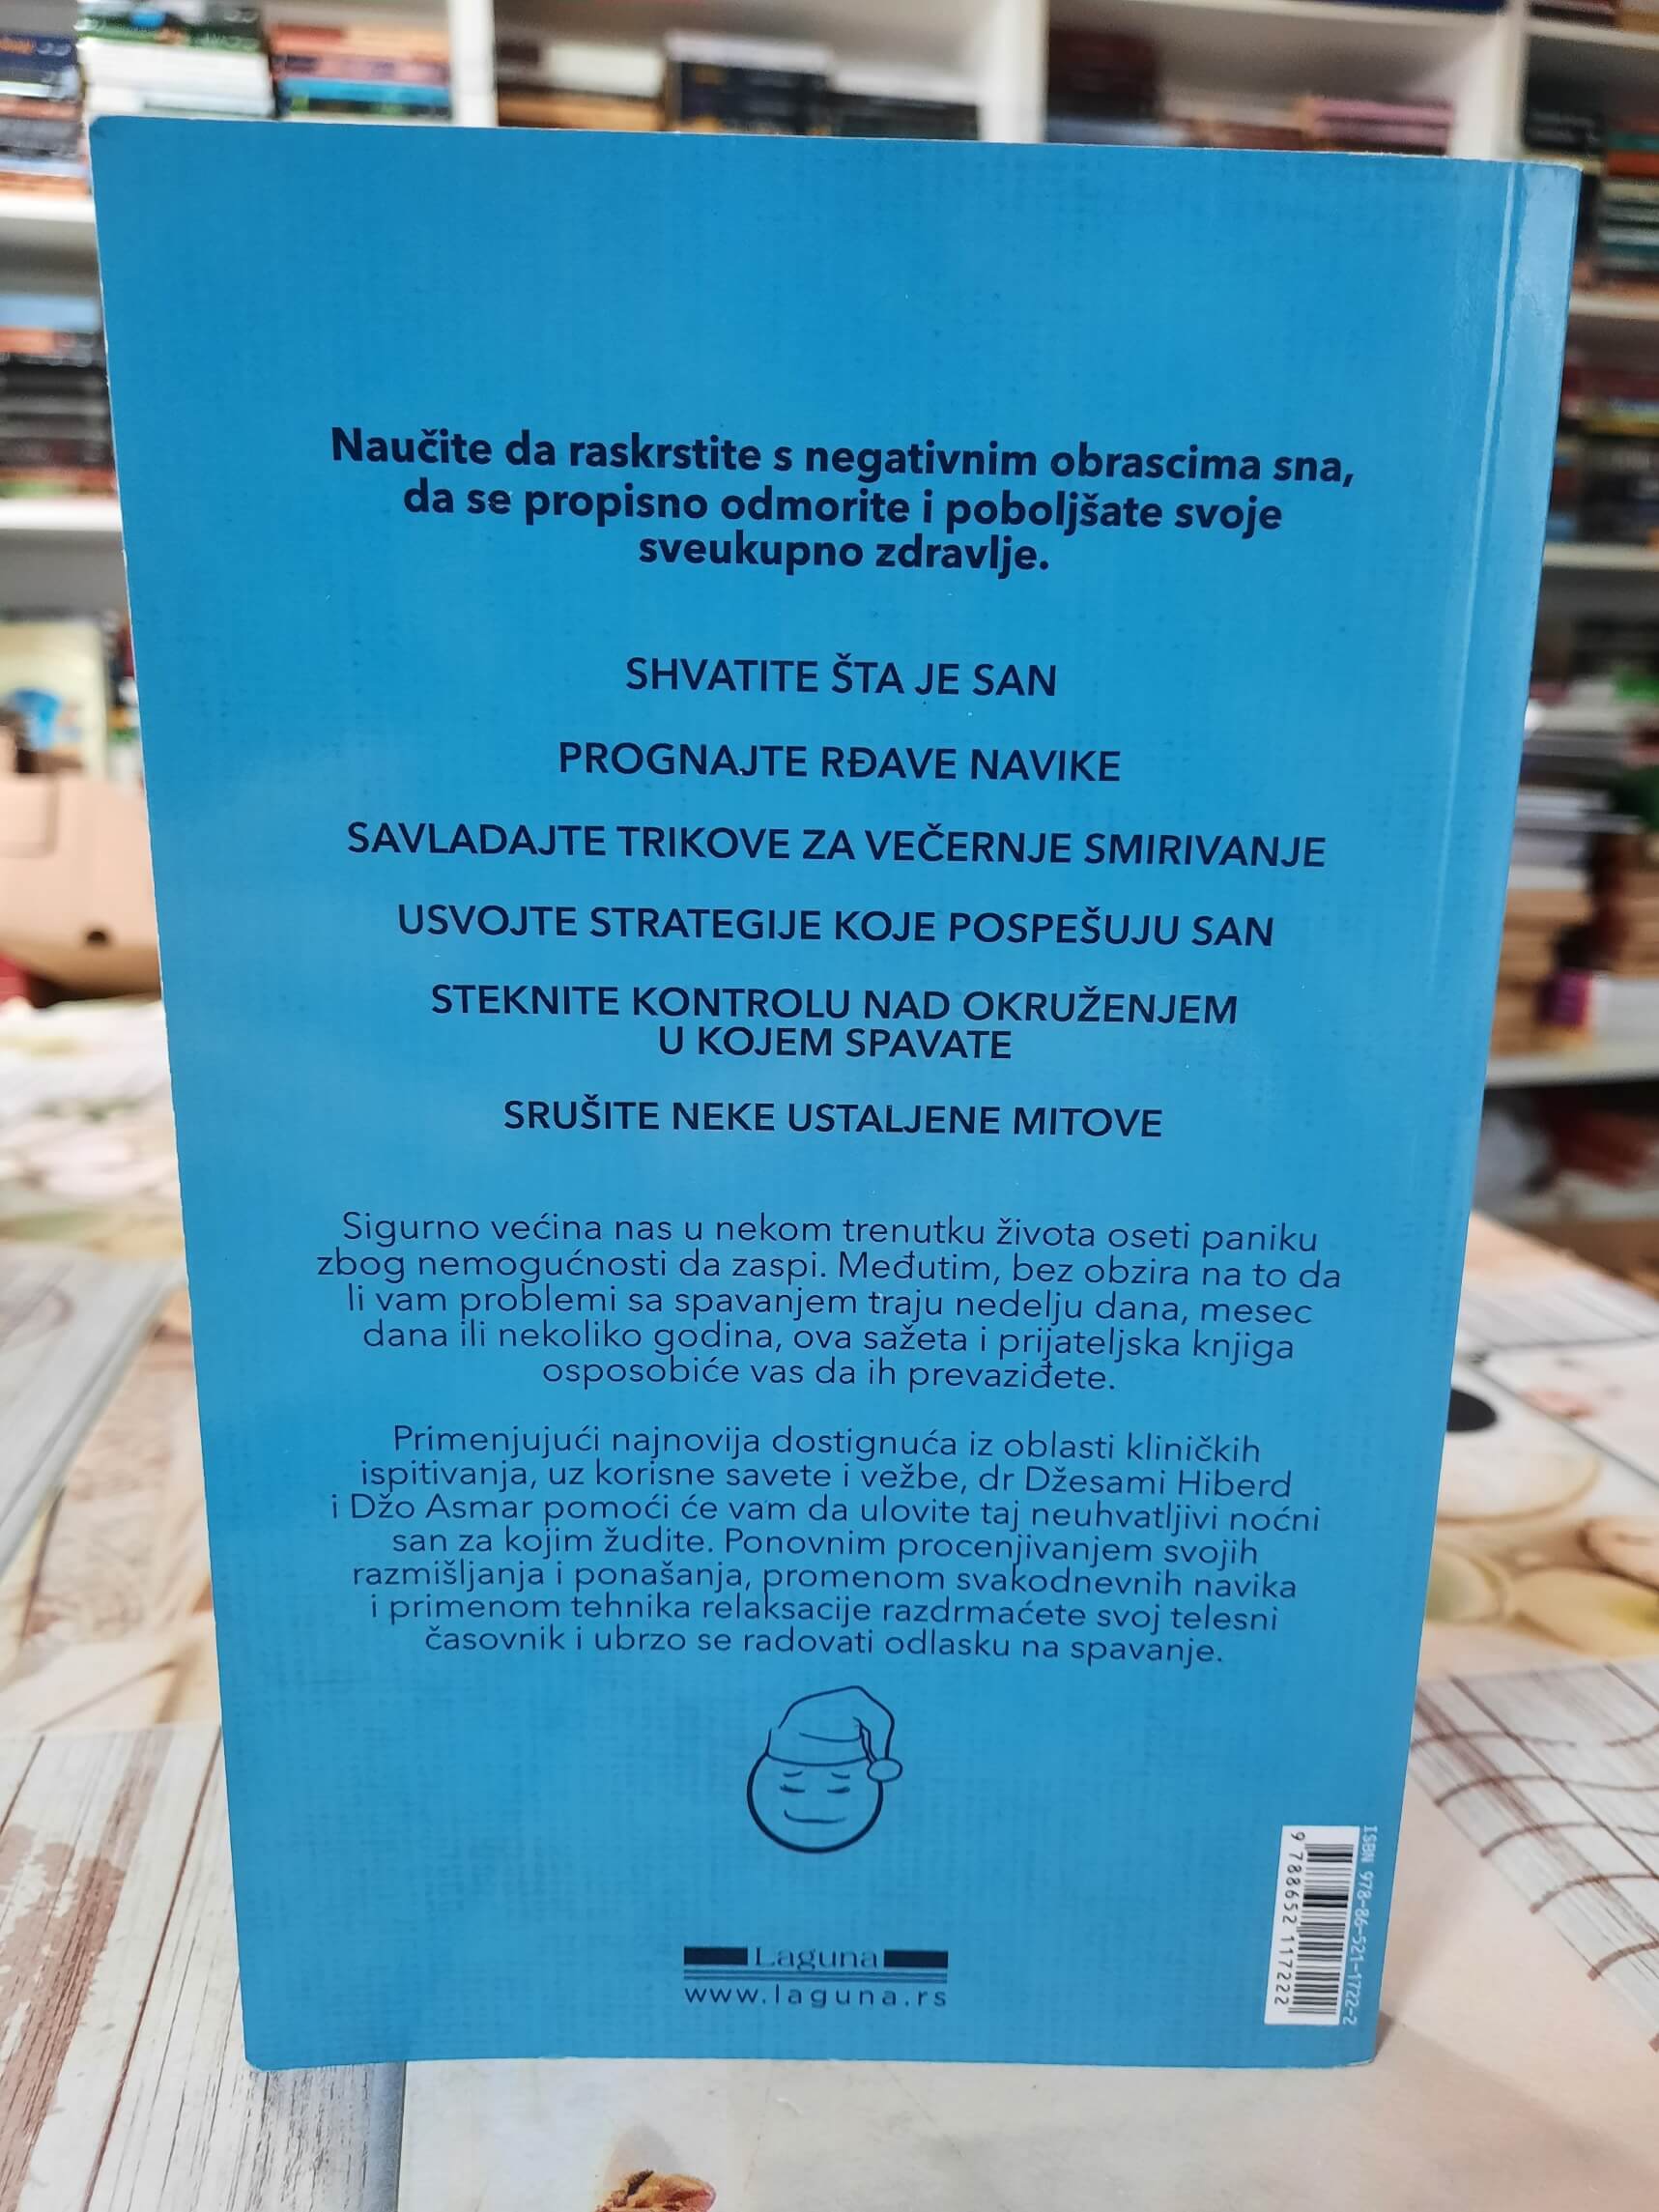 Naučite da raskrstite s negativnim obrascima sna,
da se propisno odmorite i poboljšate svoje
sveukupno zdravlje.
SHVATITE ŠTA JE SAN
PROGNAJTE RĐAVE NAVIKE
SAVLADAJTE TRIKOVE ZA VEČERNJE SMIRIVANJE
USVOJTE STRATEGIJE KOJE POSPEŠUJU SAN
STEKNITE KONTROLU NAD OKRUŽENJEM
U KOJEM SPAVATE
SRUŠITE NEKE USTALJENE MITOVE
Sigurno većina nas u nekom trenutku života oseti paniku
zbog nemogućnosti da zaspi. Međutim, bez obzira na to da
li vam problemi sa spavanjem traju nedelju dana, mesec
dana ili nekoliko godina, ova sažeta i prijateljska knjiga
osposobiće vas da ih prevaziđete.
Primenjujući najnovija dostignuća iz oblasti kliničkih
ispitivanja, uz korisne savete i vežbe, dr Džesami Hiberd
i Džo Asmar pomoći će vam da ulovite taj neuhvatljivi noćni
san za kojim žudite. Ponovnim procenjivanjem svojih
razmišljanja i ponašanja, promenom svakodnevnih navika
i primenom tehnika relaksacije razdrmaćete svoj telesni
časovnik i ubrzo se radovati odlasku na spavanje.
Laguna
www.laguna.rs
ISBN 978-86-521-1722-2
9 788652 117222